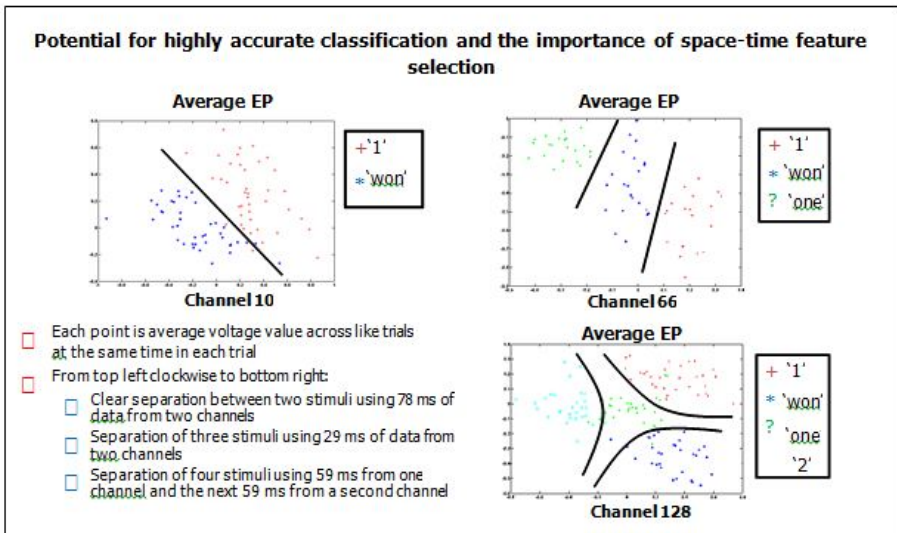 Potential for highly accurate classification and the importance of space-time feature
selection
Average EP
+ '1'
* 'won'
Channel 10
Average EP
+ '1'
* 'won'
? 'one'
Channel 66
Each point is average voltage value across like trials
at the same time in each trial
From top left clockwise to bottom right:
Clear separation between two stimuli using 78 ms of
data from two channels
Separation of three stimuli using 29 ms of data from
two channels
Separation of four stimuli using 59 ms from one
channel and the next 59 ms from a second channel
Average EP
+ '1'
* 'won'
? 'one
'2'
Channel 128